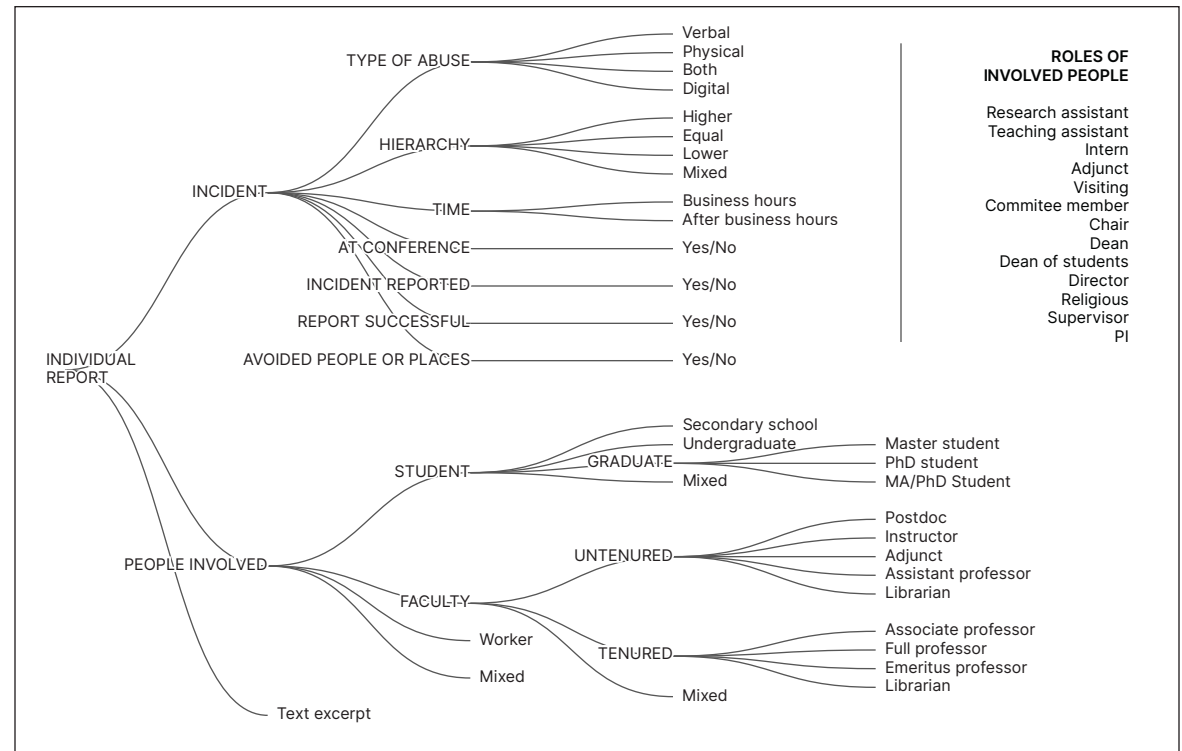 TYPE OF ABUSE
Verbal
Physical
Both
Digital
HIERARCHY
Higher
Equal
Lower
Mixed
INCIDENT
TIME
Business hours
After business hours
AT CONFERENCE
Yes/No
INCIDENT REPORTED
Yes/No
REPORT SUCCESSFUL
Yes/No
AVOIDED PEOPLE OR PLACES
Yes/No
ROLES OF
INVOLVED PEOPLE
Research assistant
Teaching assistant
Intern
Adjunct
Visiting
Commitee member
Chair
Dean
Dean of students
Director
Religious
Supervisor
PI
INDIVIDUAL
REPORT
STUDENT
Secondary school
Undergraduate
GRADUATE
Master student
PhD student
MA/PhD Student
Mixed
PEOPLE INVOLVED
FACULTY
UNTENURED
Postdoc
Instructor
Adjunct
Assistant professor
Librarian
TENURED
Associate professor
Full professor
Emeritus professor
Librarian
Mixed
Worker
Mixed
Text excerpt